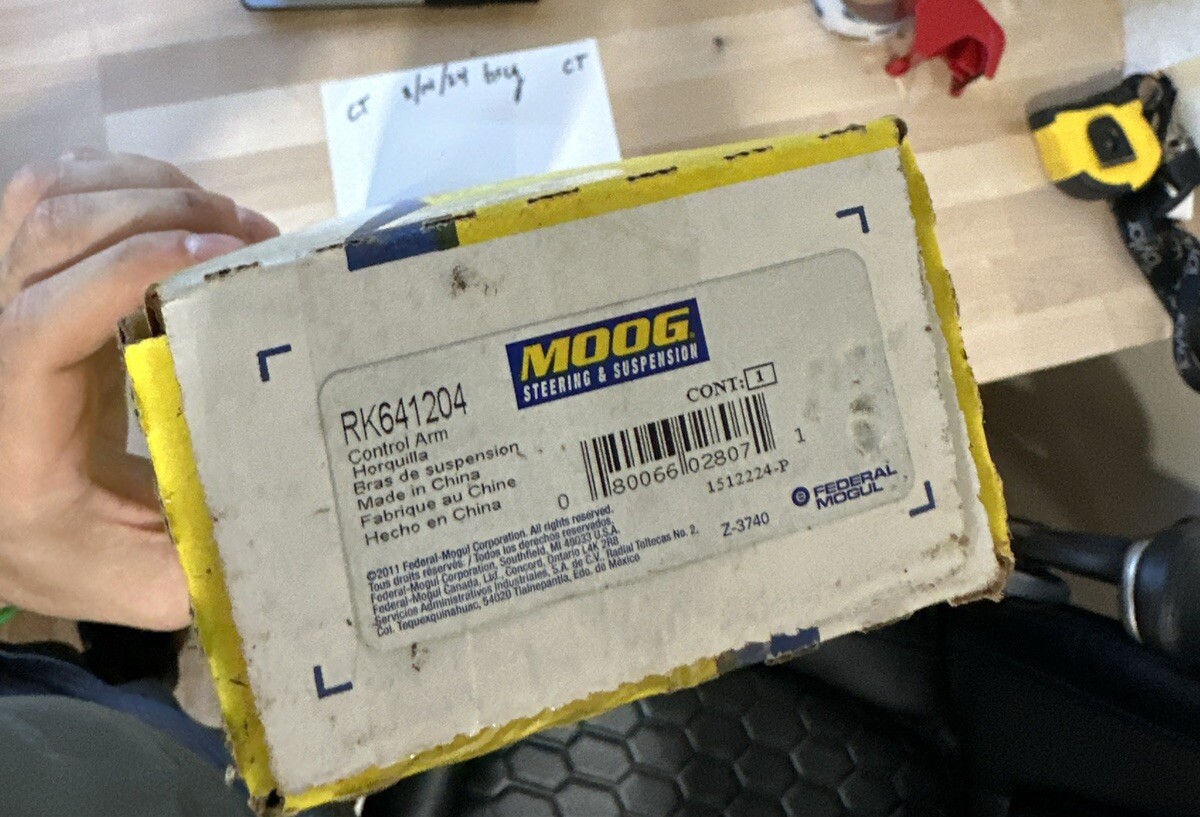 CT
CT
MOOG
STEERING & SUSPENSION
RK641204
Control Arm
Horquilla
Bras de suspension
Made in China
Fabrique au Chine
Hecho en China
CONT: 1
0 80066 02807 1
1512224-P
FEDERAL
MOGUL
©2011 Federal-Mogul Corporation. All rights reserved.
Tous droits réservés. / Todos los derechos reservados.
Federal-Mogul Corporation, Southfield, MI 49033 U.S.A.
Federal-Mogul Canada, Ltd., Concord, Ontario L4K 2R8
Servicios Administrativos Industriales, S.A. de C.V., Radial Toltecas No. 2,
Col. Tequexquinahuac, 54020 Tlalnepantla, Edo. de México
Z-3740